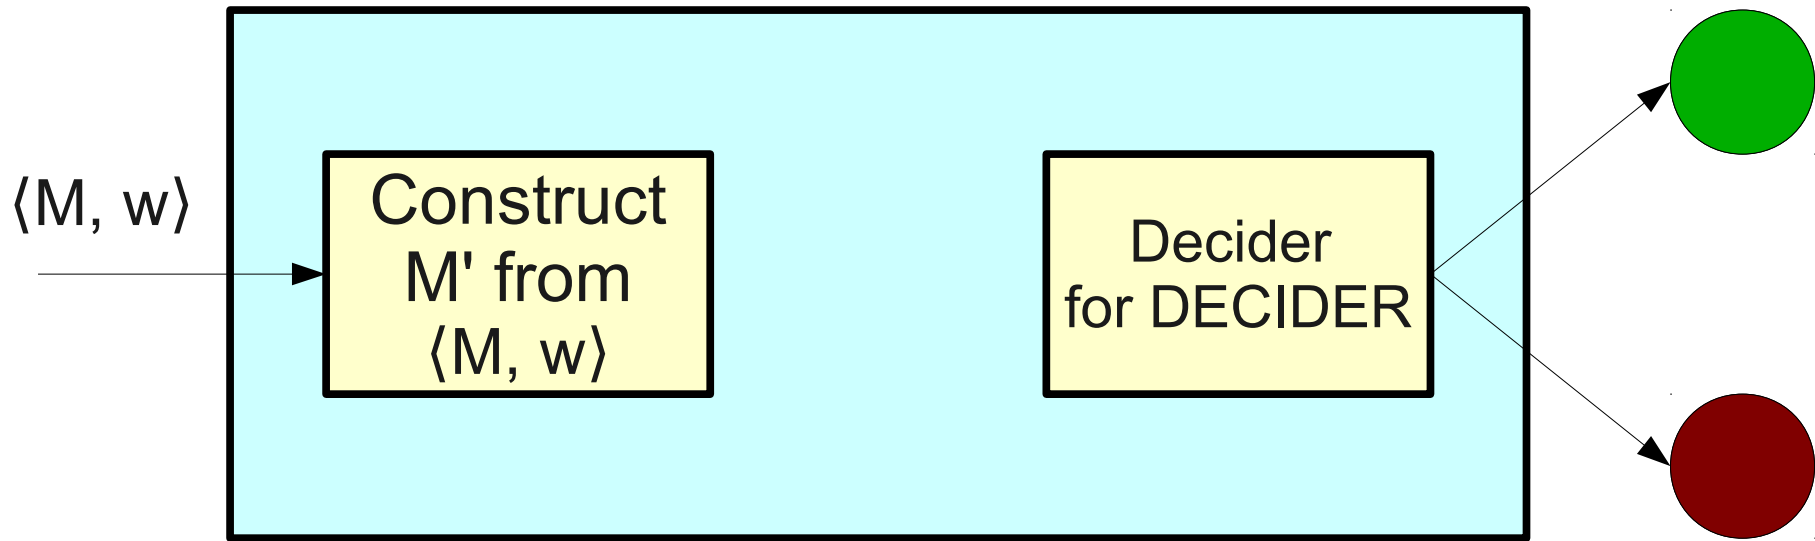 ⟨M, w⟩
Construct
M' from
⟨M, w⟩
Decider
for DECIDER